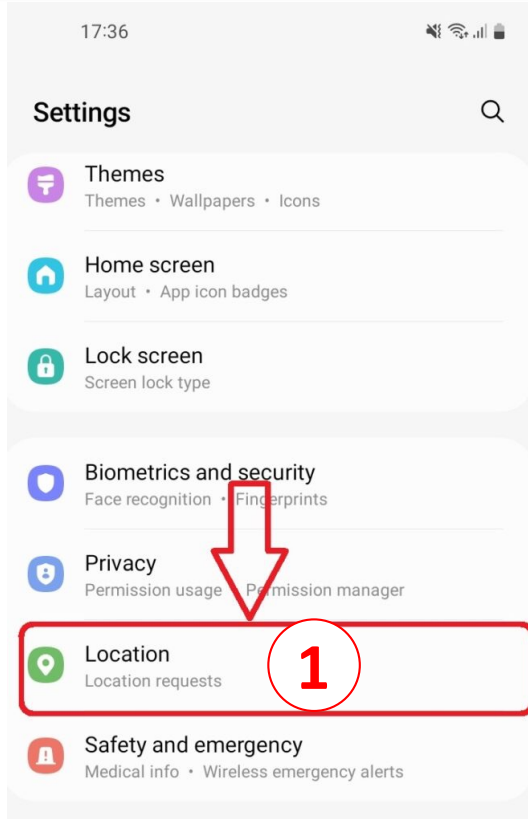 17:36
Settings
Themes
Themes • Wallpapers • Icons
Home screen
Layout • App icon badges
Lock screen
Screen lock type
Biometrics and security
Face recognition • Fingerprints
Privacy
Permission usage • Permission manager
Location
Location requests
1
Safety and emergency
Medical info • Wireless emergency alerts